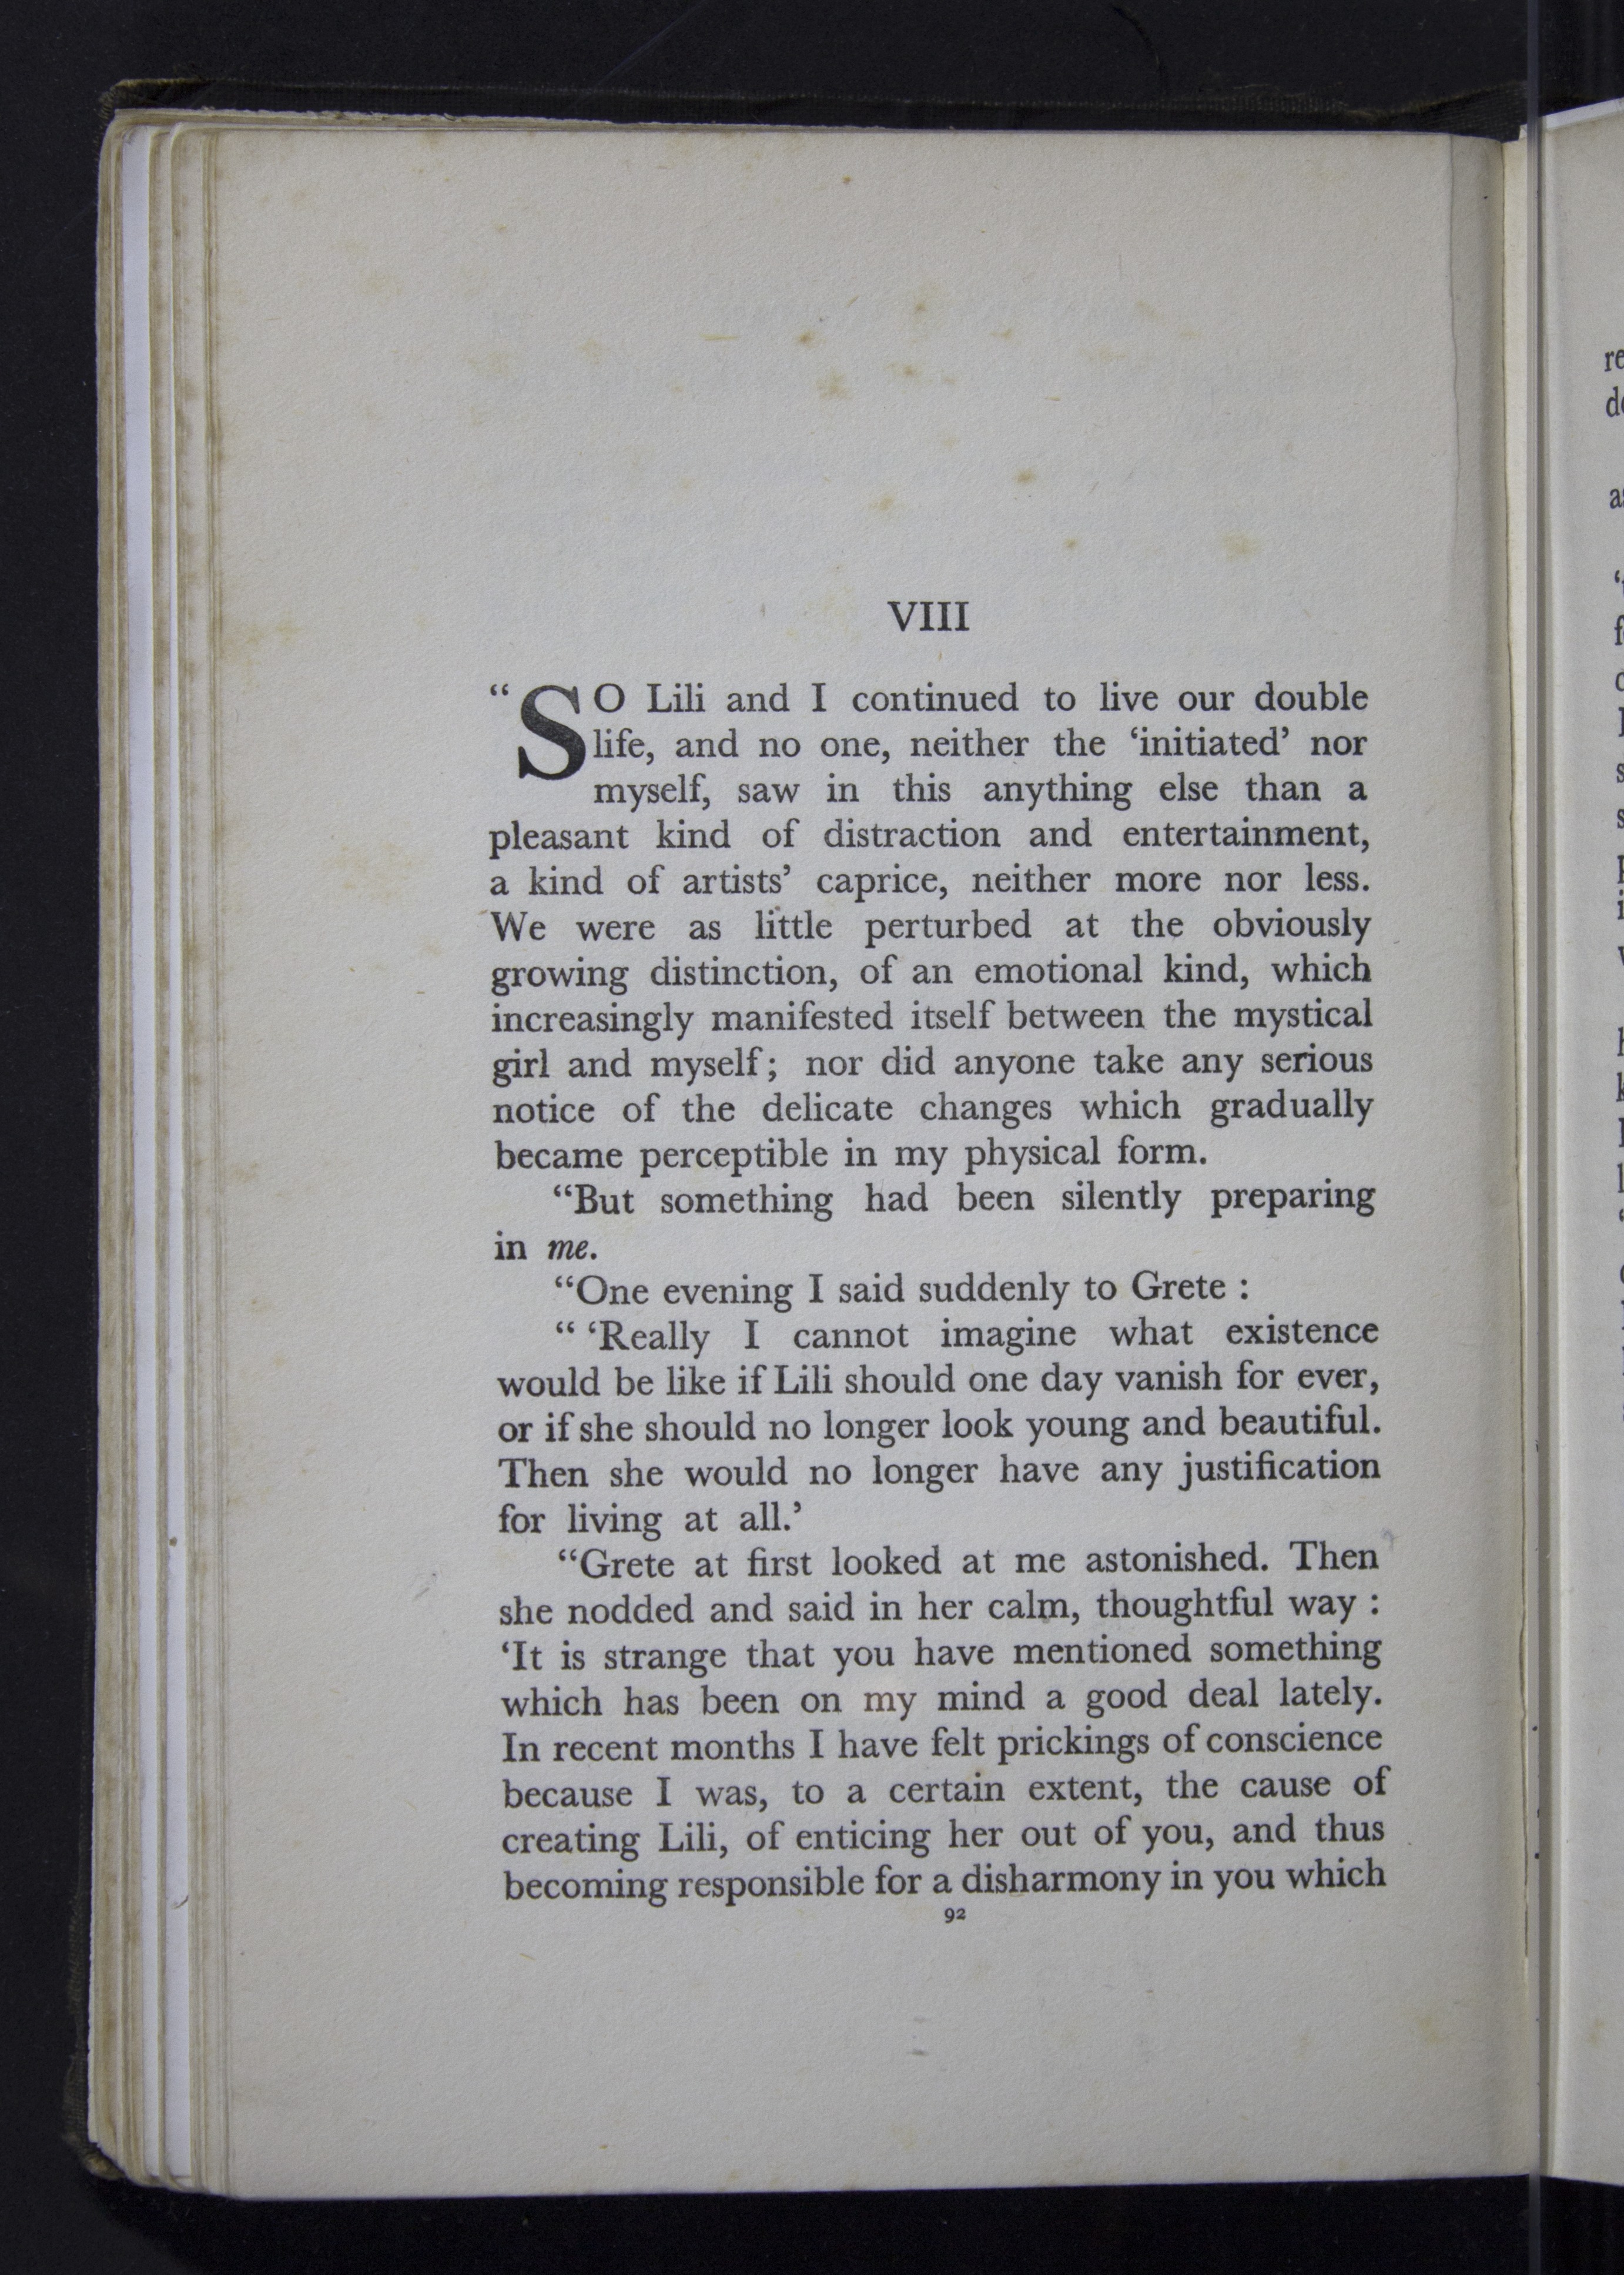 VIII
“SO Lili and I continued to live our double
life, and no one, neither the ‘initiated’ nor
myself, saw in this anything else than a
pleasant kind of distraction and entertainment,
a kind of artists’ caprice, neither more nor less.
We were as little perturbed at the obviously
growing distinction, of an emotional kind, which
increasingly manifested itself between the mystical
girl and myself; nor did anyone take any serious
notice of the delicate changes which gradually
became perceptible in my physical form.
“But something had been silently preparing
in me.
“One evening I said suddenly to Grete :
“ ‘Really I cannot imagine what existence
would be like if Lili should one day vanish for ever,
or if she should no longer look young and beautiful.
Then she would no longer have any justification
for living at all.’
“Grete at first looked at me astonished. Then
she nodded and said in her calm, thoughtful way :
‘It is strange that you have mentioned something
which has been on my mind a good deal lately.
In recent months I have felt prickings of conscience
because I was, to a certain extent, the cause of
creating Lili, of enticing her out of you, and thus
becoming responsible for a disharmony in you which
92